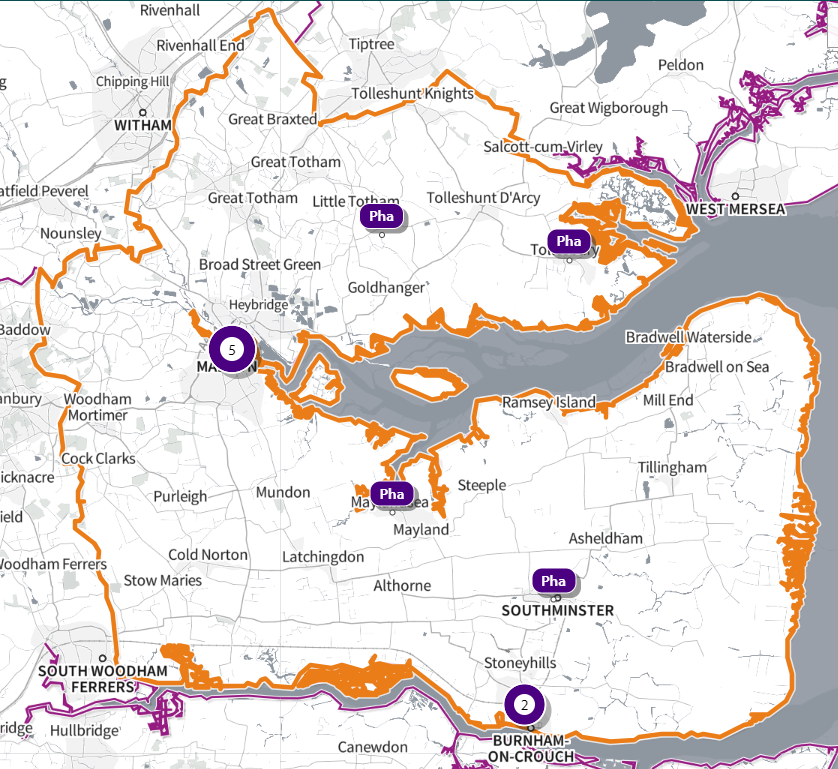 Rivenhall
Rivenhall End
Tiptree
Peldon
Chipping Hill
Tolleshunt Knights
Great Wigborough
WITHAM
Great Braxted
Salcott-cum-Virley
Great Totham
atfield Peverel
Great Totham
Little Totham
Tolleshunt D'Arcy
WEST MERSEA
Pha
Nounsley
Pha
Broad Street Green
Goldhanger
Heybridge
Baddow
Bradwell Waterside
5
Bradwell on Sea
anbury
Woodham
Mortimer
Ramsey Island
Mill End
Cock Clarks
Tillingham
icknacre
Purleigh
Mundon
Steeple
Pha
ield
Mayland
Asheldham
Cold Norton
Latchingdon
Woodham Ferrers
Stow Maries
Althorne
Pha
SOUTHMINSTER
Stoneyhills
SOUTH WOODHAM
FERRERS
2
ridge
Hullbridge
BURNHAM-
ON-CROUCH
Canewdon